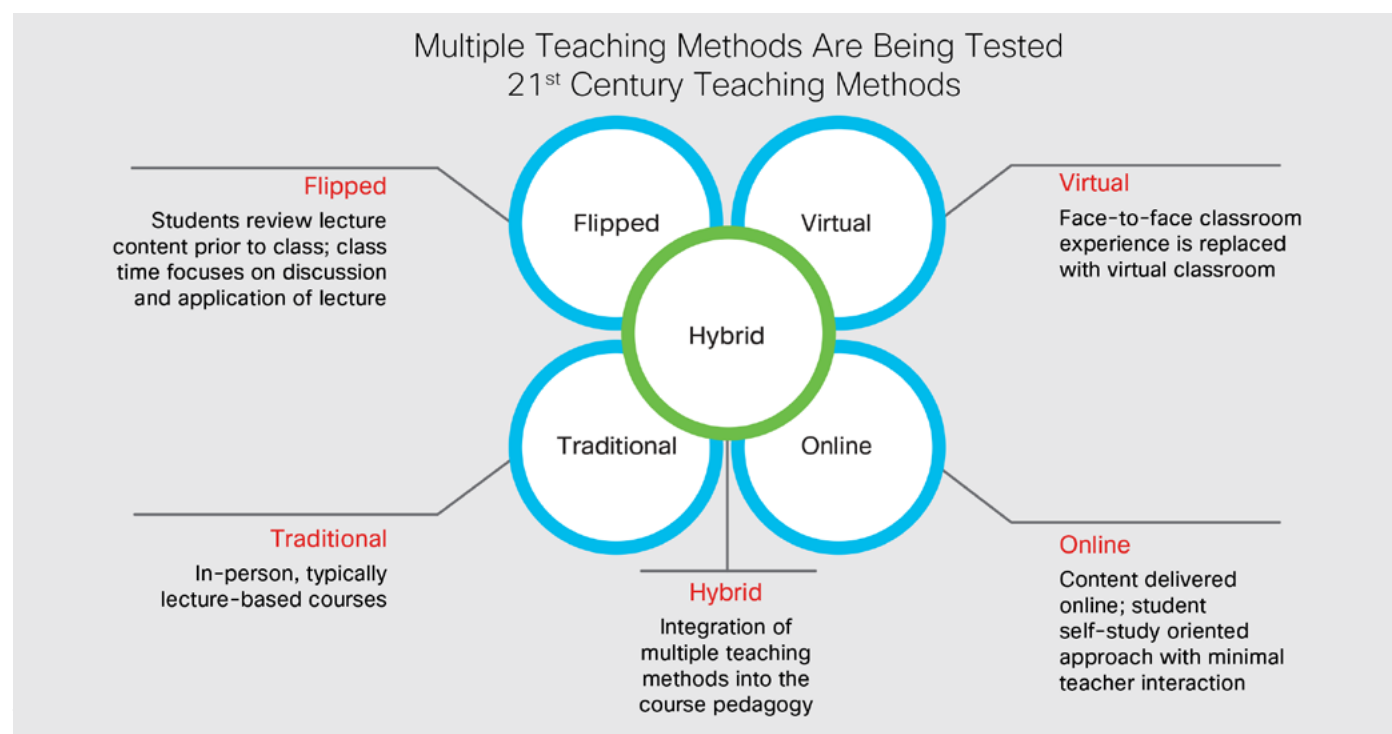 Multiple Teaching Methods Are Being Tested
21st Century Teaching Methods
Flipped
Students review lecture
content prior to class; class
time focuses on discussion
and application of lecture
Flipped
Virtual
Virtual
Face-to-face classroom
experience is replaced
with virtual classroom
Hybrid
Traditional
Online
Traditional
In-person, typically
lecture-based courses
Hybrid
Integration of
multiple teaching
methods into the
course pedagogy
Online
Content delivered
online; student
self-study oriented
approach with minimal
teacher interaction